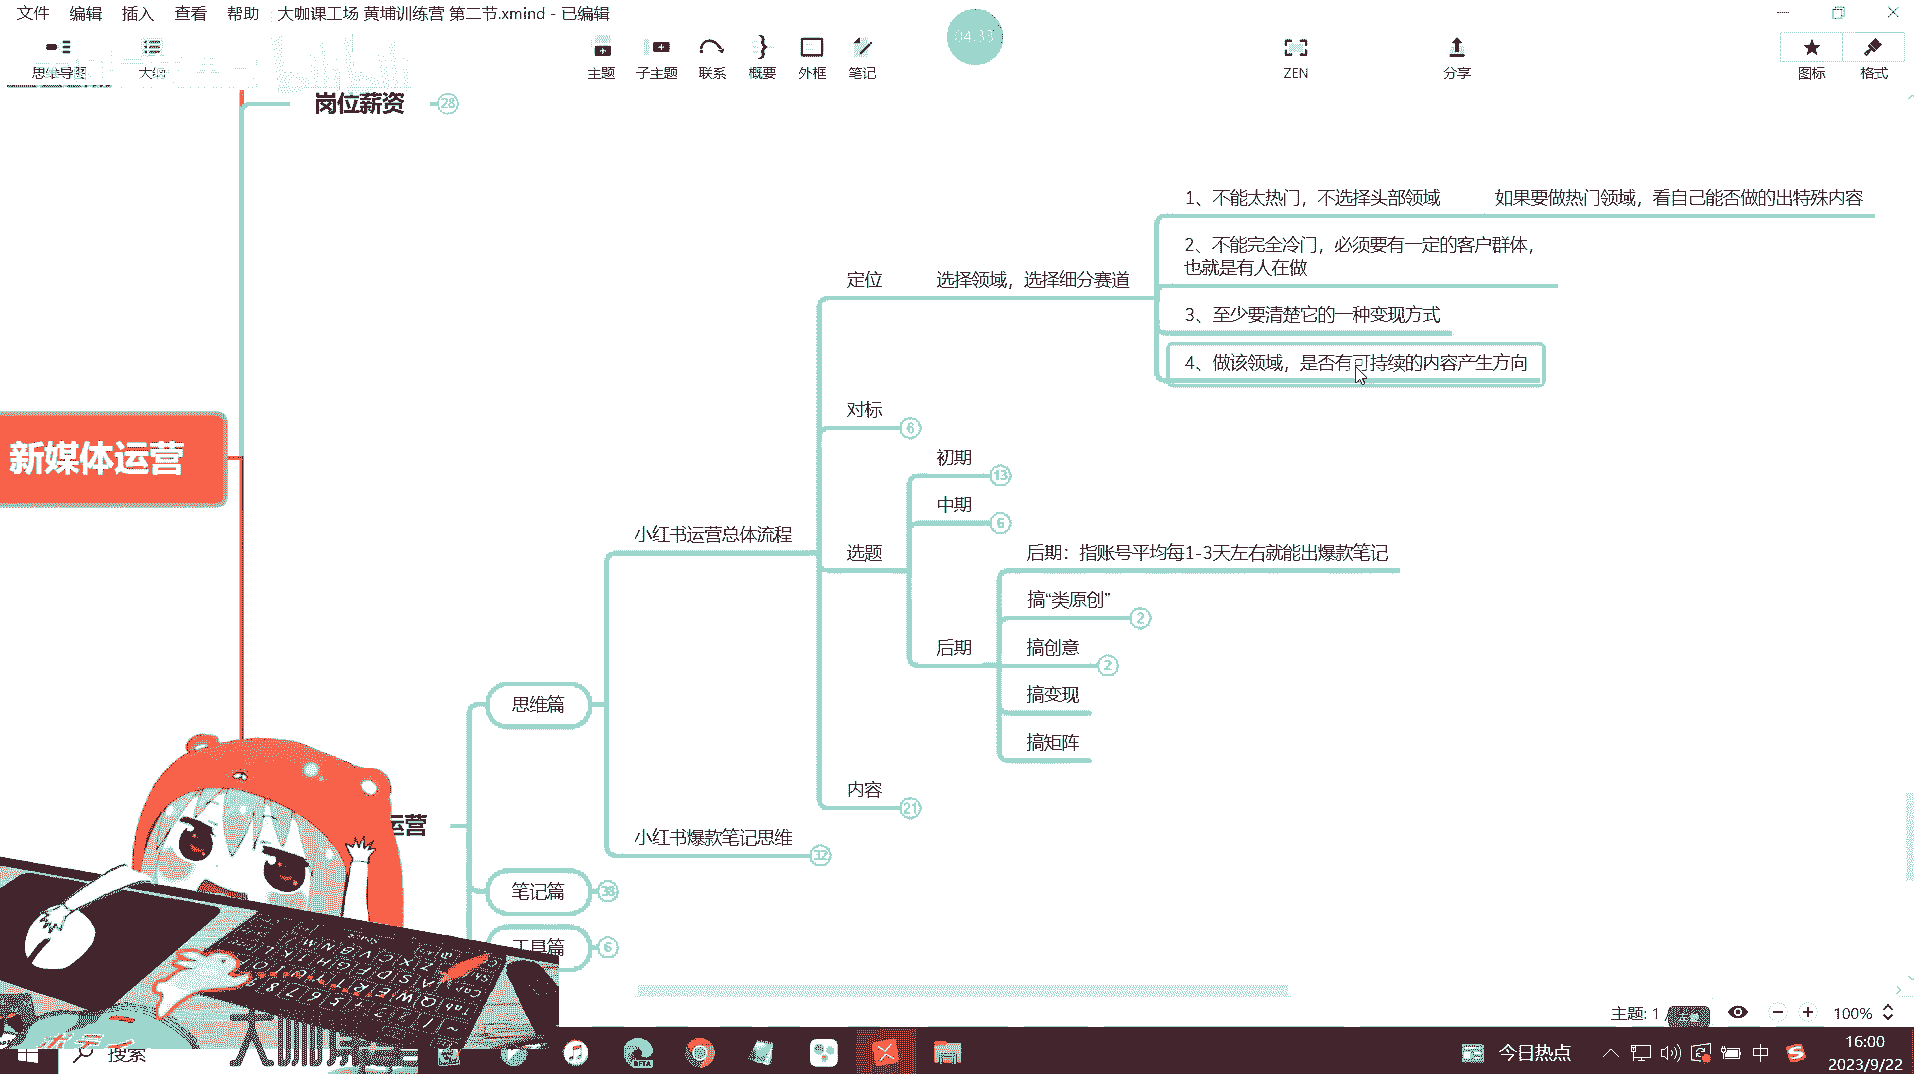 文件 编辑 插入 查看 帮助 大咖课工场 黄埔训练营 第二节.xmind - 已编辑
04:33
思维导图 大纲 主题 子主题 联系 概要 外框 笔记 ZEN 分享 图标 格式
岗位薪资 28
1、不能太热门，不选择头部领域 如果要做热门领域，看自己能否做的出特殊内容
2、不能完全冷门，必须要有一定的客户群体，
也就是有人在做
定位 选择领域，选择细分赛道
3、至少要清楚它的一种变现方式
4、做该领域，是否有可持续的内容产生方向
对标 6
新媒体运营
初期 13
中期 6
小红书运营总体流程
选题
后期：指账号平均每1-3天左右就能出爆款笔记
搞“类原创” 2
后期
搞创意 2
搞变现
搞矩阵
思维篇
内容 21
运营
小红书爆款笔记思维 32
笔记篇 38
工具篇 6
主题: 1 /
100%
搜索
今日热点
中
16:00
2023/9/22